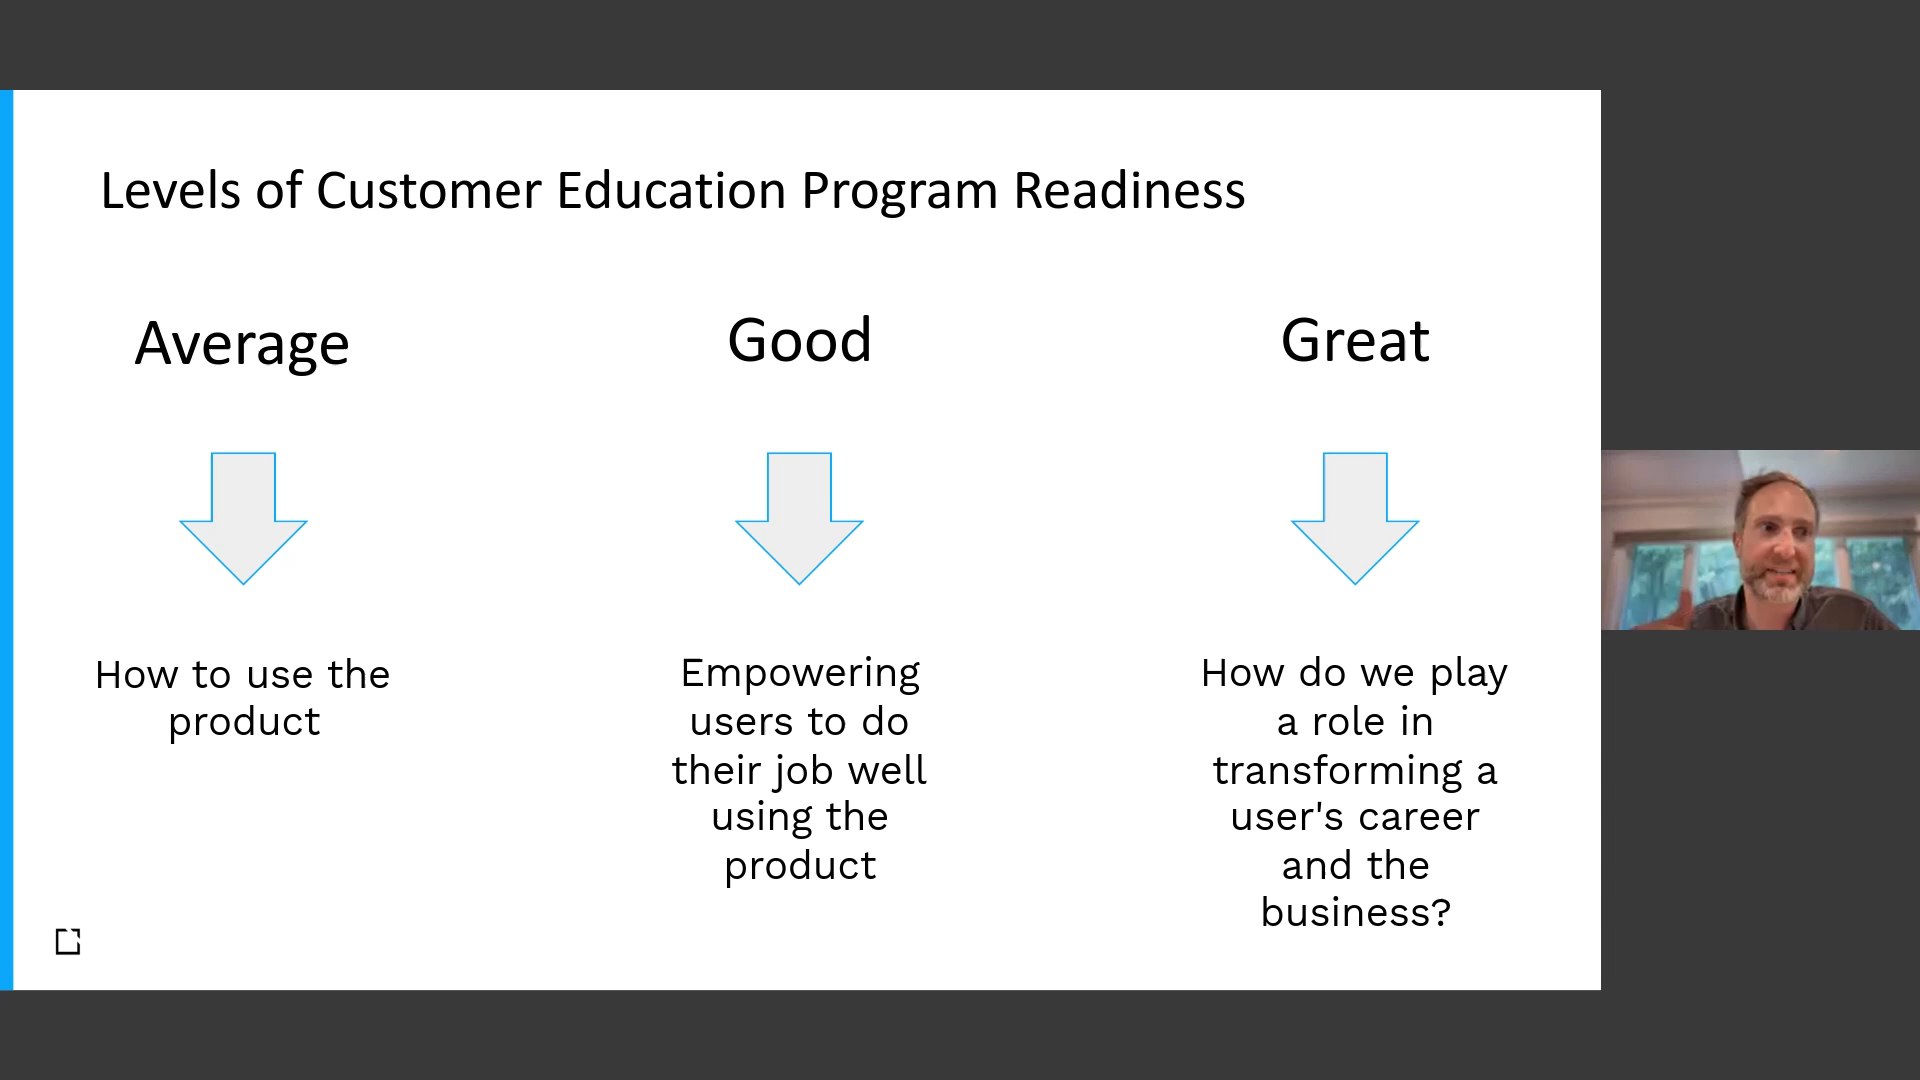 Levels of Customer Education Program Readiness
Average
How to use the
product
Good
Empowering
users to do
their job well
using the
product
Great
How do we play
a role in
transforming a
user's career
and the
business?